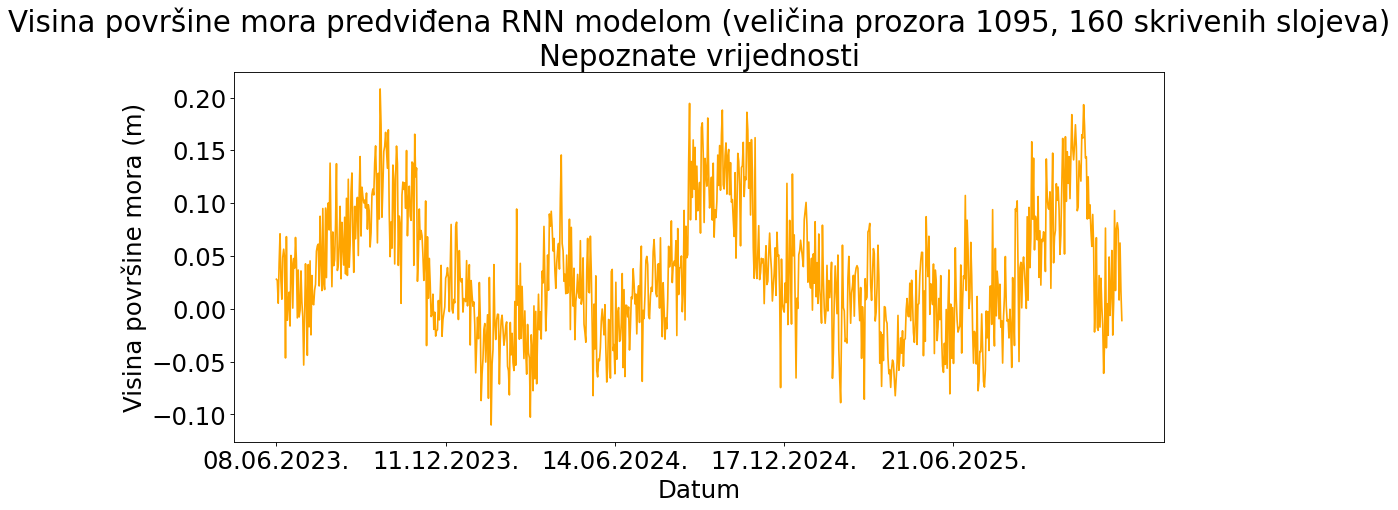 Visina površine mora predviđena RNN modelom (veličina prozora 1095, 160 skrivenih slojeva)
Nepoznate vrijednosti
Visina površine mora (m)
0.20
0.15
0.10
0.05
0.00
−0.05
−0.10
08.06.2023. 11.12.2023. 14.06.2024. 17.12.2024. 21.06.2025.
Datum